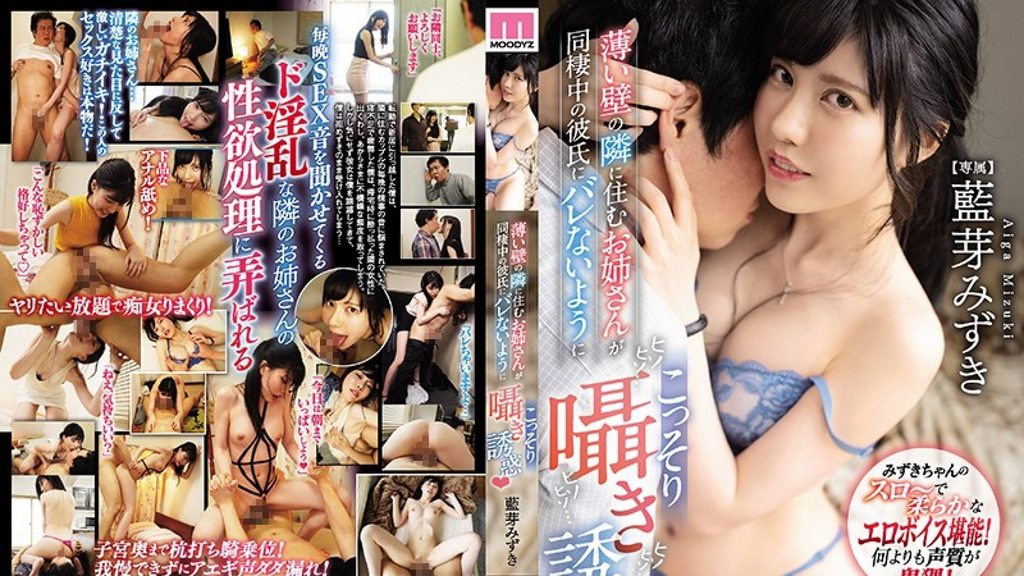 MOODYZ
薄い壁の隣に住むお姉さんが
同棲中の彼氏にバレないように
こっそり
囁き
誘
ヒソ
ヒソ
ヒソ
ヒソ…
【専属】
藍芽みずき
Aiga Mizuki
みずきちゃんの
スロ〜で柔らかな
エロボイス堪能!
何よりも声質が
卑猥!
薄い壁の隣に住むお姉さんが
同棲中の彼氏にバレないように
こっそり
囁き
誘惑♥
藍芽みずき
「お隣同士、
よろしく
お願いします」
毎晩SEX音を聞かせてくる
ド淫乱な隣のお姉さんの
性欲処理に弄ばれる
隣のお姉さん…
清楚な見た目に反して
激しいガチイキ!この人の
セックス好きは本物だ!
下品な
アナル舐め!
「こんな恥ずかしい
格好しちゃって♡」
ヤリたい放題で痴女りまくり!
「ねえ、気持ちいい?」
「今日は朝まで
いっぱいしよ♥」
子宮奥まで杭打ち騎乗位!
我慢できずにアエギ声ダダ漏れ!